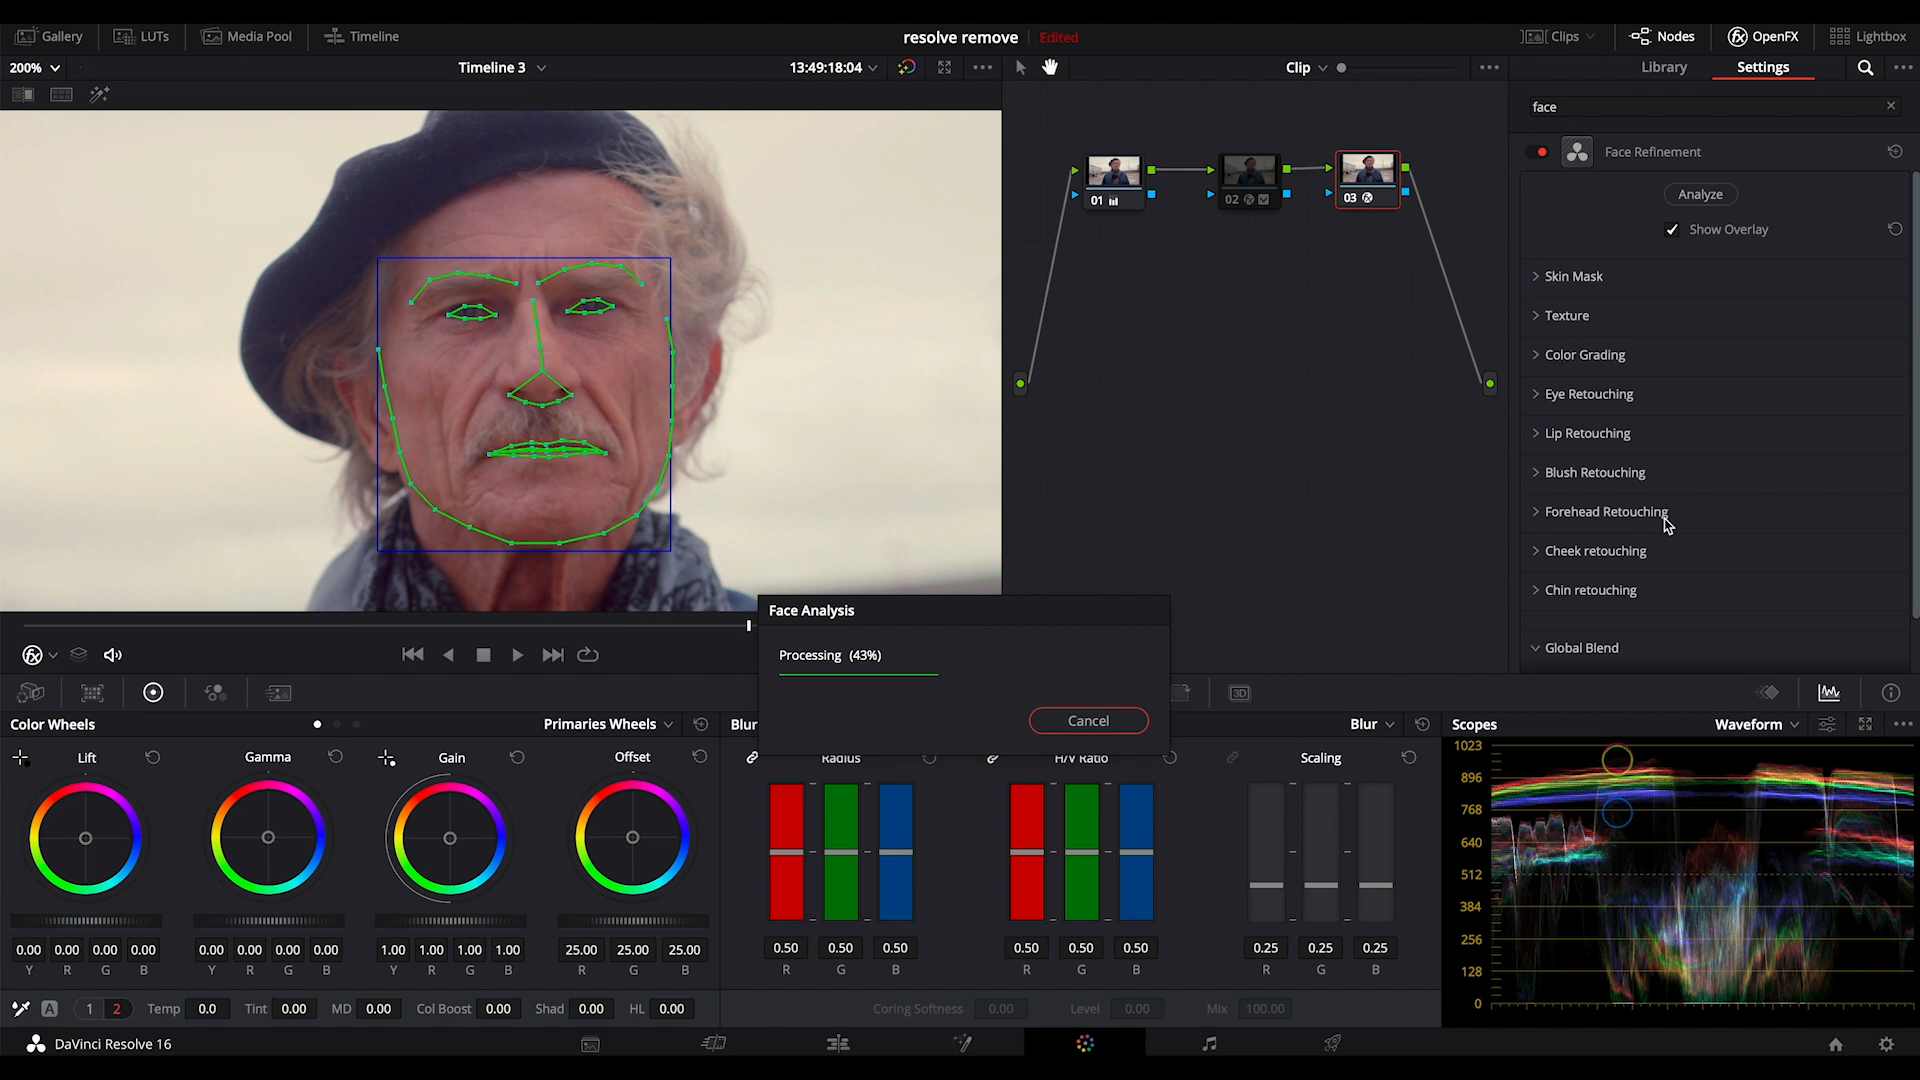 Gallery LUTs Media Pool Timeline resolve remove Edited Clips Nodes OpenFX Lightbox
200% Timeline 3 13:49:18:04 Clip Library Settings
face
Face Refinement
Analyze
Show Overlay
01 02 03
Skin Mask
Texture
Color Grading
Eye Retouching
Lip Retouching
Blush Retouching
Forehead Retouching
Cheek retouching
Chin retouching
Global Blend
Face Analysis
Processing (43%)
Cancel
3D
Color Wheels Primaries Wheels Blur Blur Scopes Waveform
Lift Gamma Gain Offset Radius H/V Ratio Scaling
1023
896
768
640
512
384
256
128
0
0.00 0.00 0.00 0.00 0.00 0.00 0.00 0.00 1.00 1.00 1.00 1.00 25.00 25.00 25.00 0.50 0.50 0.50 0.50 0.50 0.50 0.25 0.25 0.25
Y R G B Y R G B Y R G B R G B R G B R G B R G B
A 1 2 Temp 0.0 Tint 0.00 MD 0.00 Col Boost 0.00 Shad 0.00 HL 0.00 Coring Softness 0.00 Level 0.00 Mix 100.00
DaVinci Resolve 16